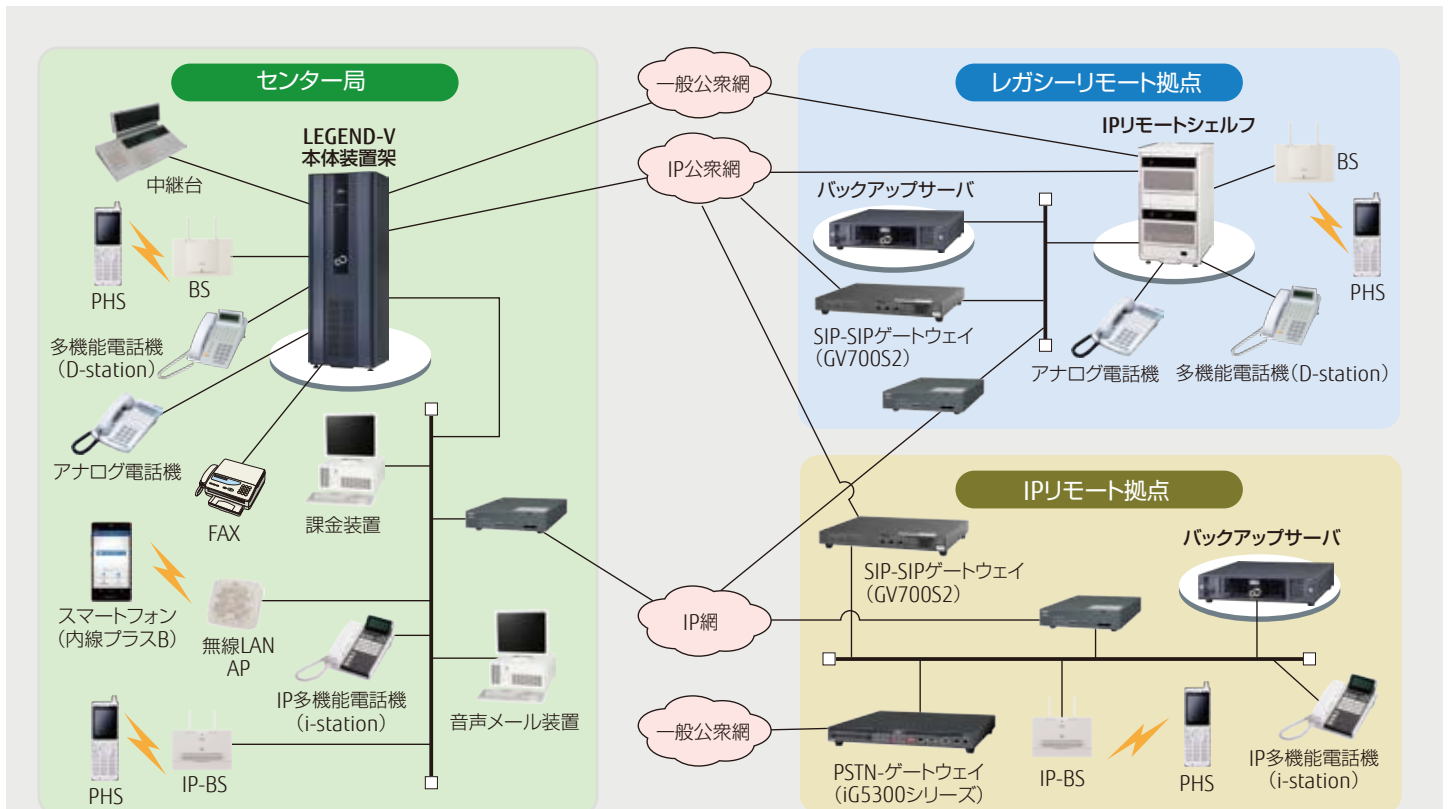 センター局
LEGEND-V
本体装置架
中継台
PHS
BS
多機能電話機
（D-station）
アナログ電話機
FAX
課金装置
スマートフォン
（内線プラスB）
無線LAN
AP
IP多機能電話機
（i-station）
音声メール装置
PHS
IP-BS
一般公衆網
IP公衆網
IP網
一般公衆網
レガシーリモート拠点
IPリモートシェルフ
BS
バックアップサーバ
PHS
SIP-SIPゲートウェイ
（GV700S2）
アナログ電話機
多機能電話機（D-station）
IPリモート拠点
SIP-SIPゲートウェイ
（GV700S2）
バックアップサーバ
PSTN-ゲートウェイ
（iG5300シリーズ）
IP-BS
PHS
IP多機能電話機
（i-station）